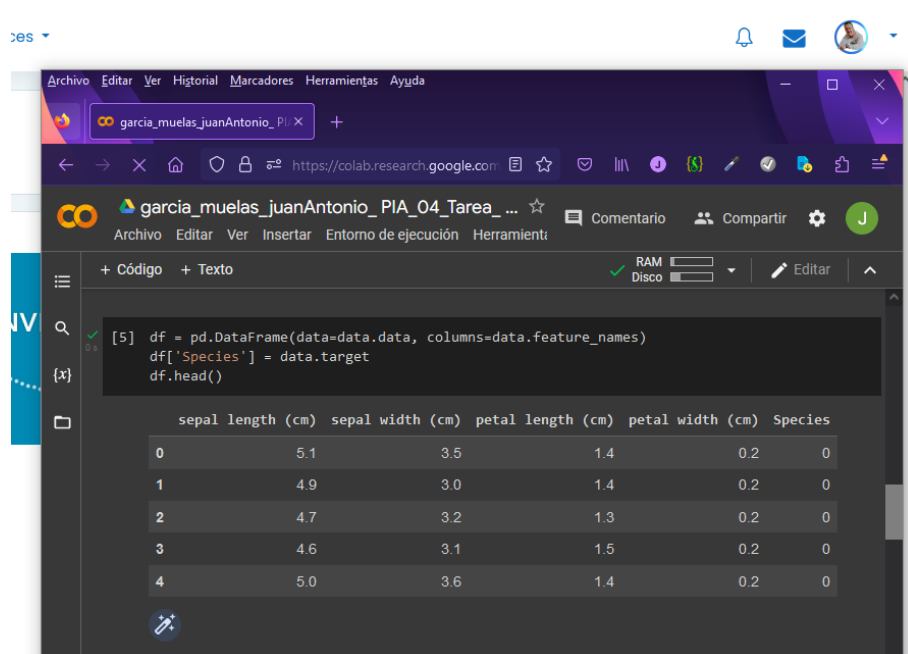 ces
Archivo Editar Ver Historial Marcadores Herramientas Ayuda
garcia_muelas_juanAntonio_ PIA
https://colab.research.google.com
garcia_muelas_juanAntonio_ PIA_04_Tarea_ ...
Comentario
Compartir
J
Archivo Editar Ver Insertar Entorno de ejecución Herramienta
+ Código + Texto
RAM
Disco
Editar
NV
{x}
[5] df = pd.DataFrame(data=data.data, columns=data.feature_names)
0 s
df['Species'] = data.target
df.head()
sepal length (cm) sepal width (cm) petal length (cm) petal width (cm) Species
0 5.1 3.5 1.4 0.2 0
1 4.9 3.0 1.4 0.2 0
2 4.7 3.2 1.3 0.2 0
3 4.6 3.1 1.5 0.2 0
4 5.0 3.6 1.4 0.2 0